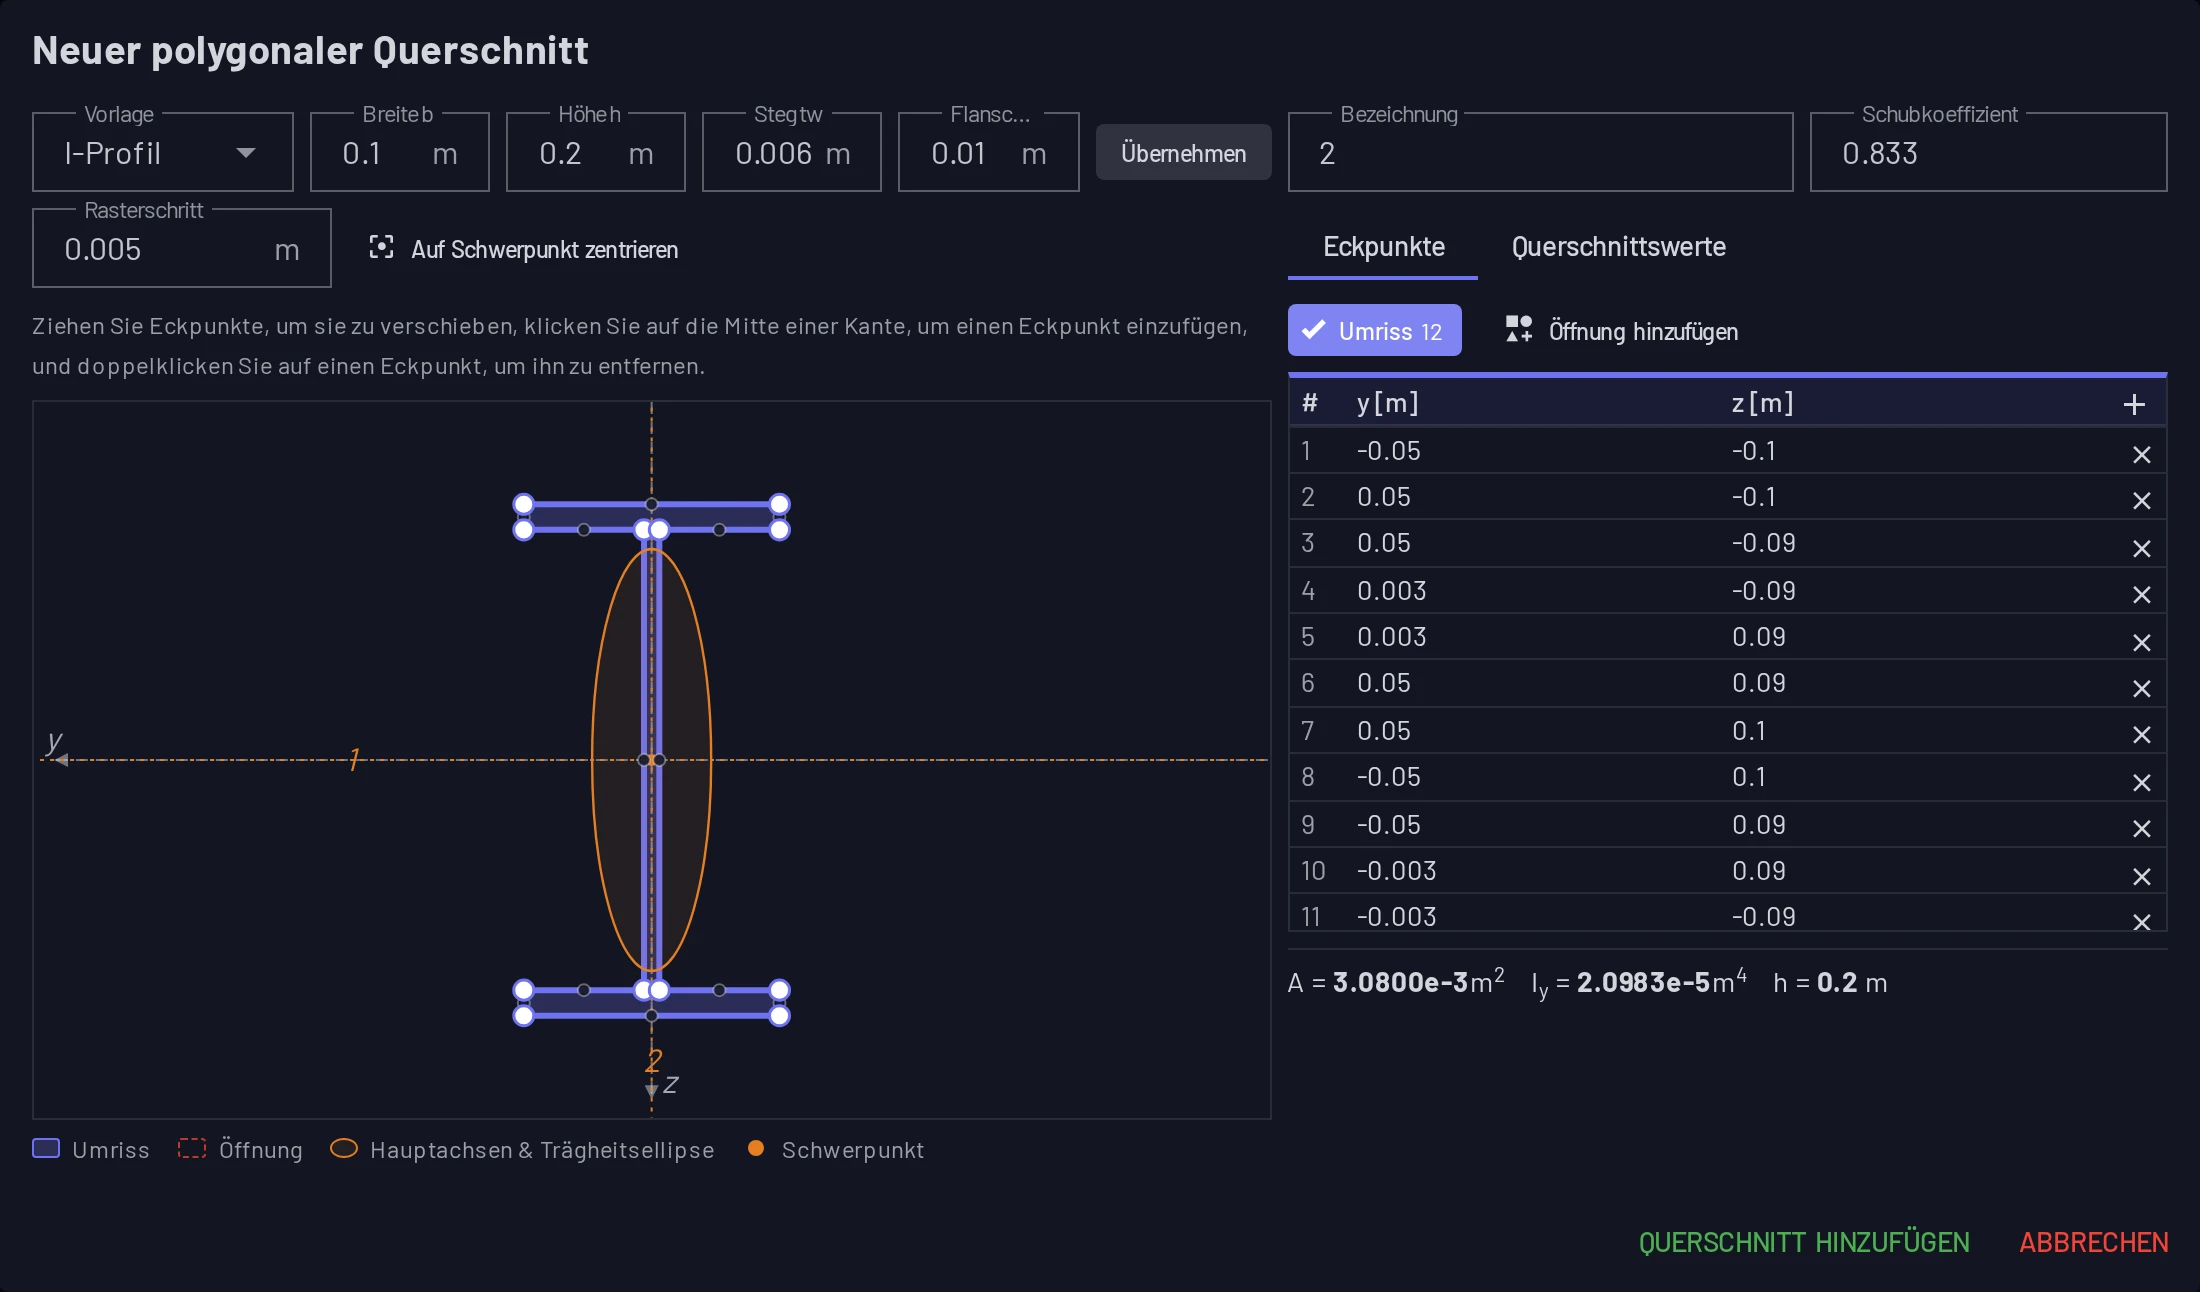 Neuer polygonaler Querschnitt
Vorlage
I-Profil
Breite b
0.1 m
Höhe h
0.2 m
Steg tw
0.006 m
Flansc...
0.01 m
Übernehmen
Bezeichnung
2
Schubkoeffizient
0.833
Rasterschritt
0.005 m
Auf Schwerpunkt zentrieren
Ziehen Sie Eckpunkte, um sie zu verschieben, klicken Sie auf die Mitte einer Kante, um einen Eckpunkt einzufügen,
und doppelklicken Sie auf einen Eckpunkt, um ihn zu entfernen.
y
1
2
z
Umriss Öffnung Hauptachsen & Trägheitsellipse Schwerpunkt
Eckpunkte Querschnittswerte
Umriss 12 Öffnung hinzufügen
# y [m] z [m]
1 -0.05 -0.1
2 0.05 -0.1
3 0.05 -0.09
4 0.003 -0.09
5 0.003 0.09
6 0.05 0.09
7 0.05 0.1
8 -0.05 0.1
9 -0.05 0.09
10 -0.003 0.09
11 -0.003 -0.09
A = 3.0800e-3m² Iy = 2.0983e-5m⁴ h = 0.2 m
QUERSCHNITT HINZUFÜGEN ABBRECHEN